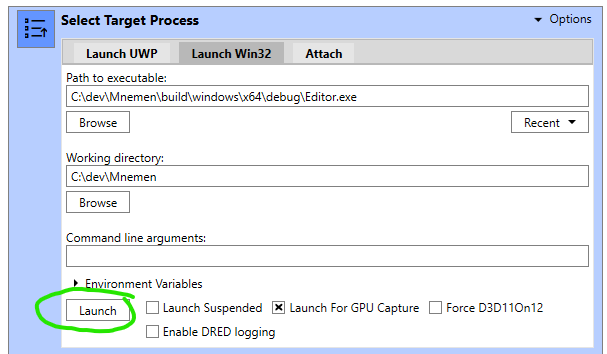 Select Target Process
Options
Launch UWP Launch Win32 Attach
Path to executable:
C:\dev\Mnemen\build\windows\x64\debug\Editor.exe
Browse Recent
Working directory:
C:\dev\Mnemen
Browse
Command line arguments:
Environment Variables
Launch Launch Suspended Launch For GPU Capture Force D3D11On12
Enable DRED logging